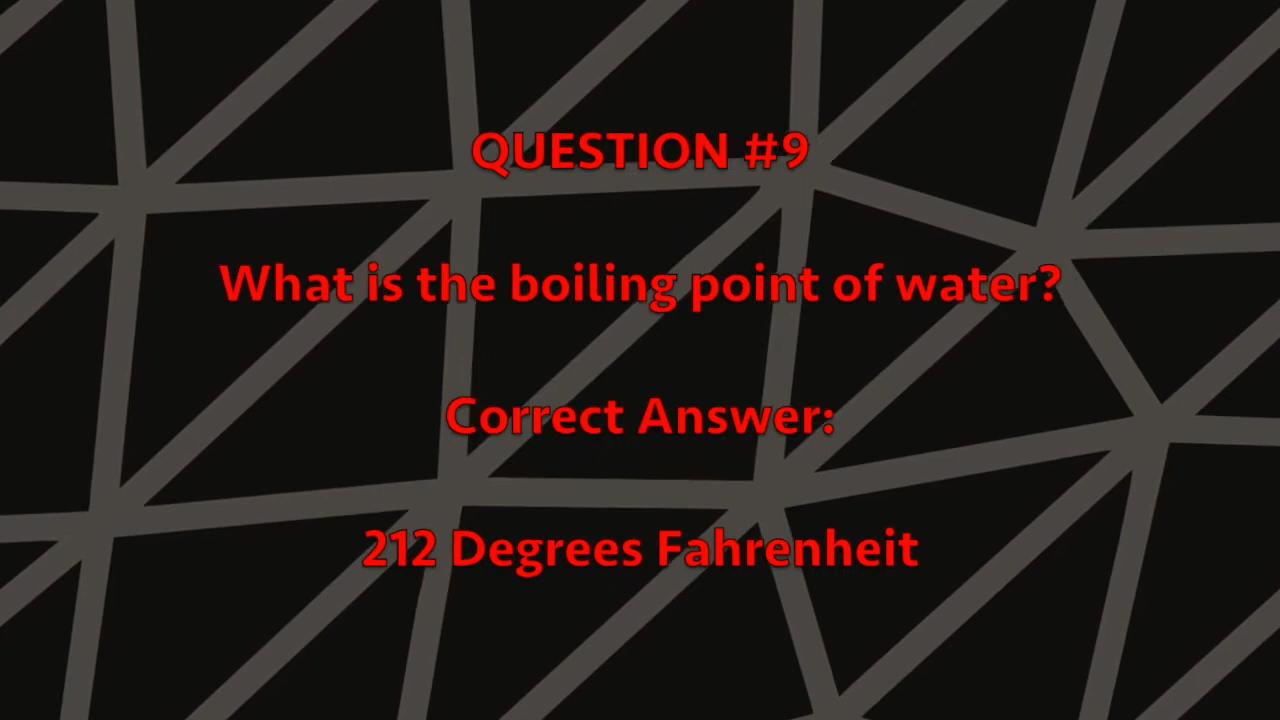 QUESTION #9
What is the boiling point of water?
Correct Answer:
212 Degrees Fahrenheit